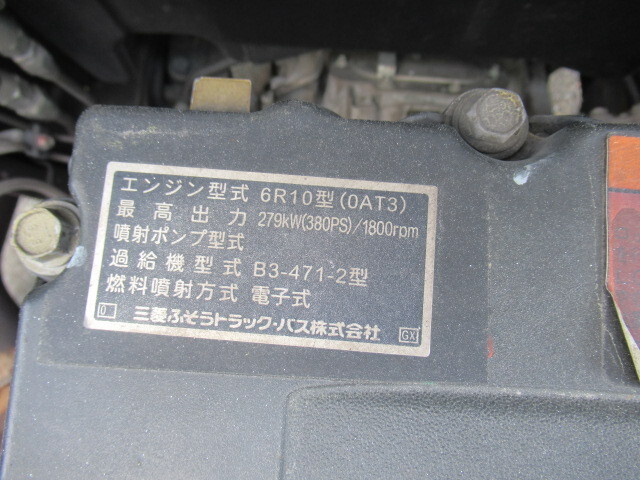 エンジン型式 6R10型(0AT3)
最高出力 279kW(380PS)/1800rpm
噴射ポンプ型式
過給機型式 B3-471-2型
燃料噴射方式 電子式
0 三菱ふそうトラック・バス株式会社 GX